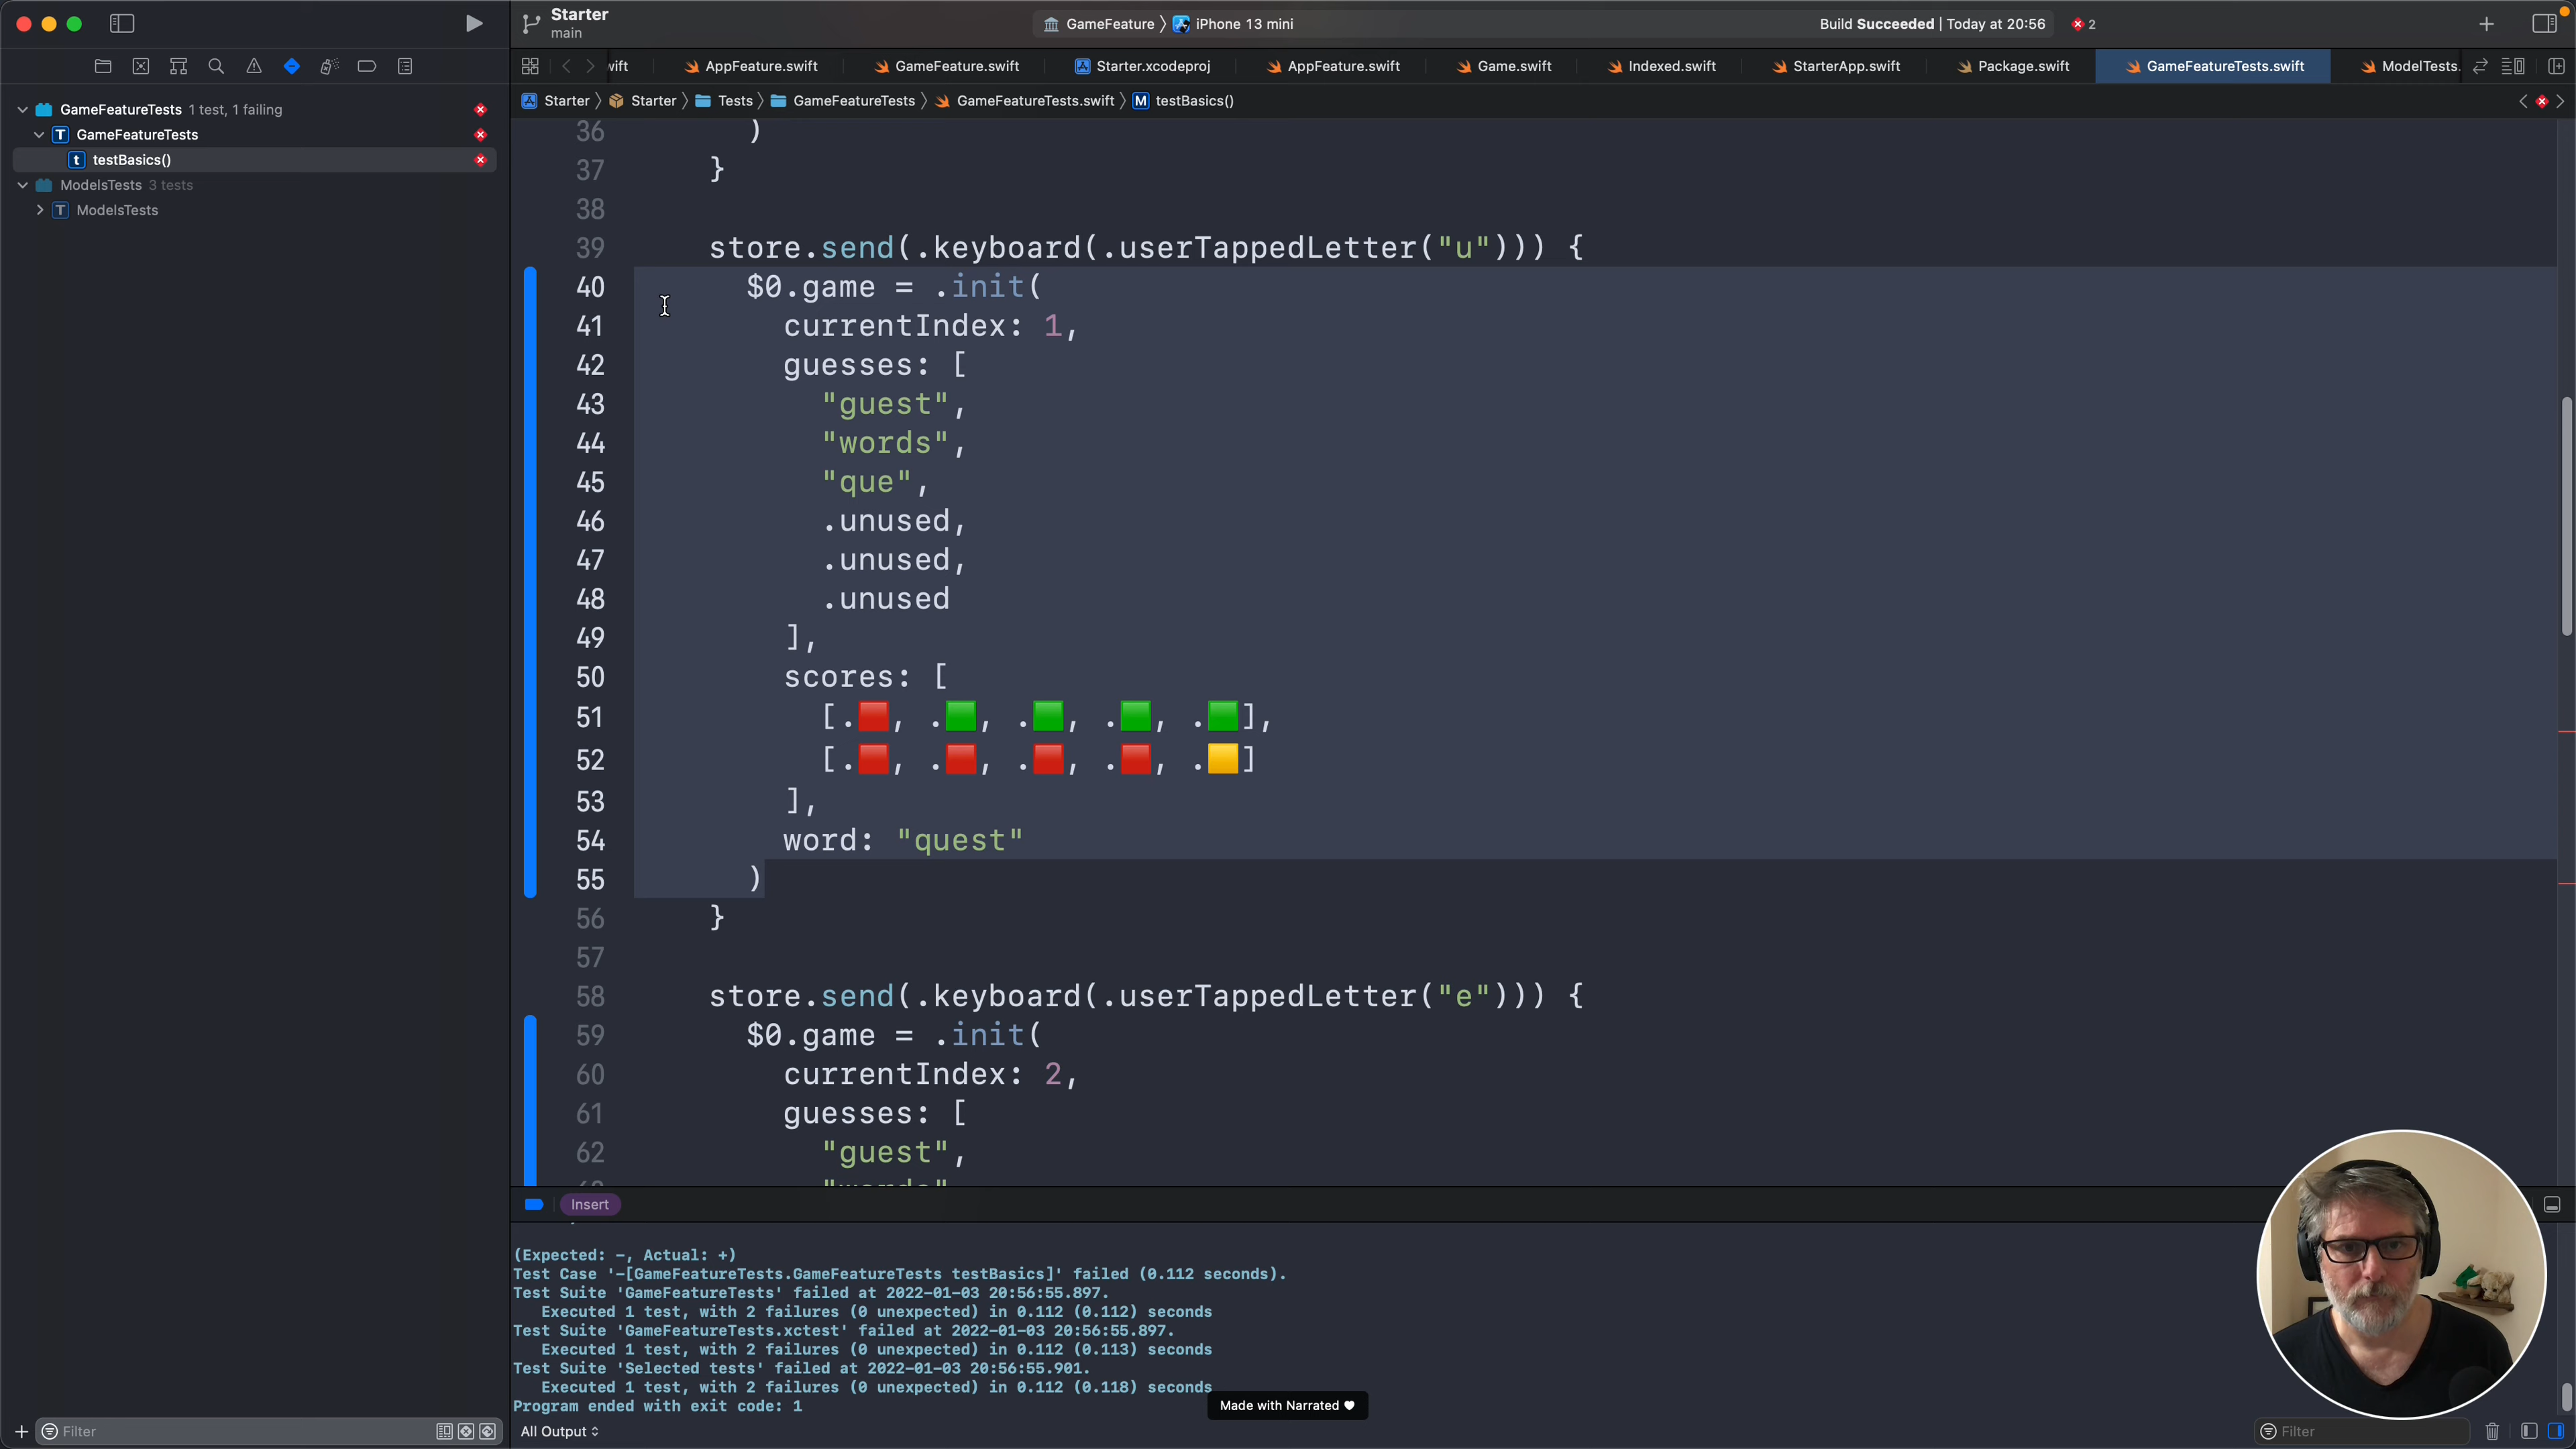 Starter
main
GameFeature
iPhone 13 mini
Build Succeeded | Today at 20:56
2
wift
AppFeature.swift
GameFeature.swift
Starter.xcodeproj
AppFeature.swift
Game.swift
Indexed.swift
StarterApp.swift
Package.swift
GameFeatureTests.swift
ModelTests.
Starter
Starter
Tests
GameFeatureTests
GameFeatureTests.swift
M testBasics()
GameFeatureTests 1 test, 1 failing
T GameFeatureTests
t testBasics()
ModelsTests 3 tests
T ModelsTests
36 )
37 }
38
39 store.send(.keyboard(.userTappedLetter("u"))) {
40 $0.game = .init(
41 currentIndex: 1,
42 guesses: [
43 "guest",
44 "words",
45 "que",
46 .unused,
47 .unused,
48 .unused
49 ],
50 scores: [
51 [.🟥, .🟩, .🟩, .🟩, .🟩],
52 [.🟥, .🟥, .🟥, .🟥, .🟨]
53 ],
54 word: "quest"
55 )
56 }
57
58 store.send(.keyboard(.userTappedLetter("e"))) {
59 $0.game = .init(
60 currentIndex: 2,
61 guesses: [
62 "guest",
Insert
(Expected: −, Actual: +)
Test Case '-[GameFeatureTests.GameFeatureTests testBasics]' failed (0.112 seconds).
Test Suite 'GameFeatureTests' failed at 2022-01-03 20:56:55.897.
Executed 1 test, with 2 failures (0 unexpected) in 0.112 (0.112) seconds
Test Suite 'GameFeatureTests.xctest' failed at 2022-01-03 20:56:55.897.
Executed 1 test, with 2 failures (0 unexpected) in 0.112 (0.113) seconds
Test Suite 'Selected tests' failed at 2022-01-03 20:56:55.901.
Executed 1 test, with 2 failures (0 unexpected) in 0.112 (0.118) seconds
Program ended with exit code: 1
Made with Narrated ♥
Filter
All Output
Filter